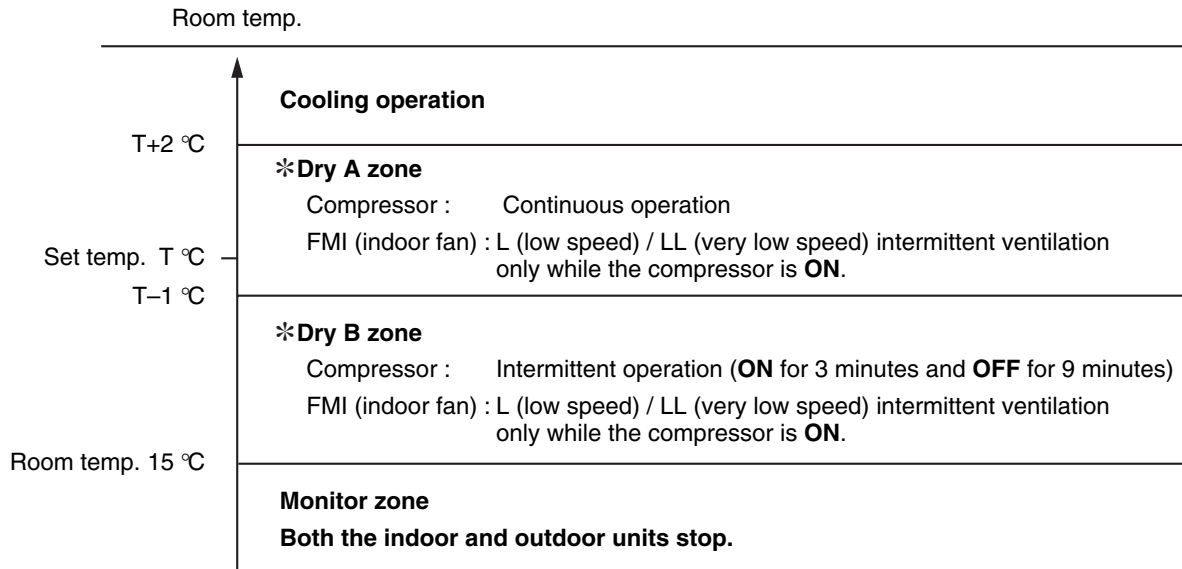 Room temp.
Cooling operation
T+2 °C
✻Dry A zone
Compressor : Continuous operation
FMI (indoor fan) : L (low speed) / LL (very low speed) intermittent ventilation
only while the compressor is ON.
Set temp. T °C
T–1 °C
✻Dry B zone
Compressor : Intermittent operation (ON for 3 minutes and OFF for 9 minutes)
FMI (indoor fan) : L (low speed) / LL (very low speed) intermittent ventilation
only while the compressor is ON.
Room temp. 15 °C
Monitor zone
Both the indoor and outdoor units stop.